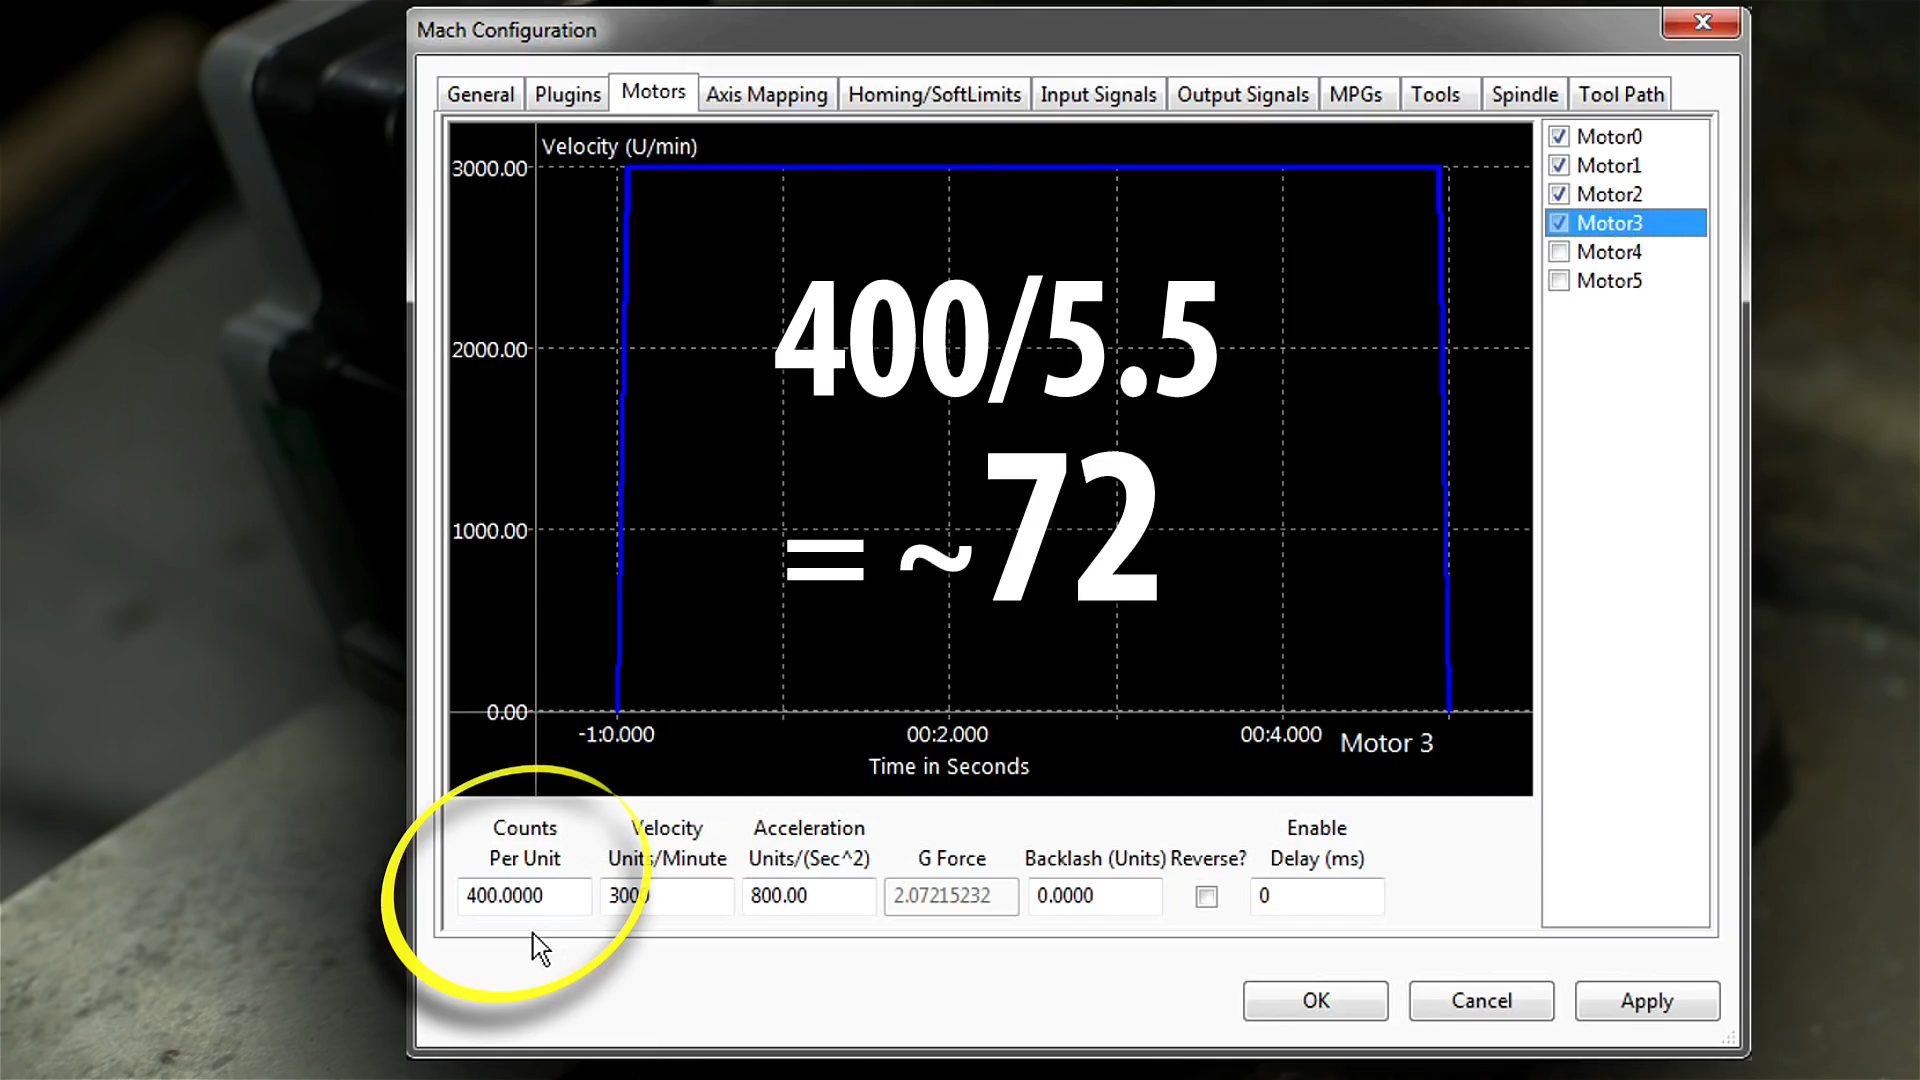 Mach Configuration
General Plugins Motors Axis Mapping Homing/SoftLimits Input Signals Output Signals MPGs Tools Spindle Tool Path
Velocity (U/min)
3000.00
2000.00
1000.00
0.00
-1:0.000 00:2.000 00:4.000
Time in Seconds
Motor 3
400/5.5
= ~72
Motor0
Motor1
Motor2
Motor3
Motor4
Motor5
Counts Velocity Acceleration Enable
Per Unit Units/Minute Units/(Sec^2) G Force Backlash (Units) Reverse? Delay (ms)
400.0000 3000 800.00 2.07215232 0.0000 0
OK Cancel Apply